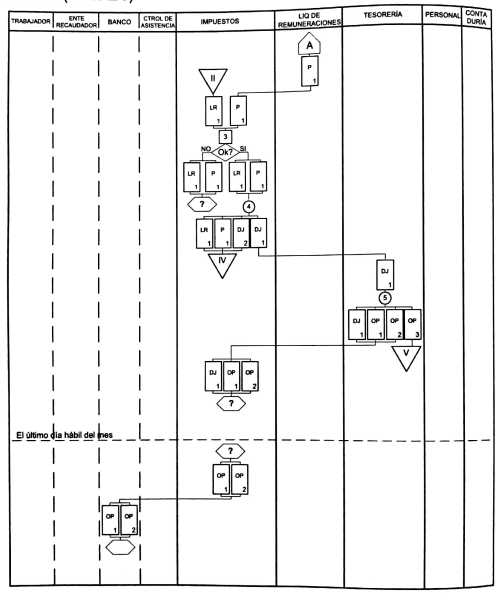 TRABAJADOR
ENTE
RECAUDADOR
BANCO
CTROL DE
ASISTENCIA
IMPUESTOS
LIQ DE
REMUNERACIONES
TESORERÍA
PERSONAL
CONTA
DURÍA
A
P
1
II
LR
1
P
1
3
NO
Ok?
SI
LR
1
P
1
LR
1
P
1
?
4
LR
1
P
1
DJ
2
DJ
1
IV
DJ
1
5
DJ
1
OP
1
OP
2
OP
3
V
DJ
1
OP
1
OP
2
?
El último día hábil del mes
?
OP
1
OP
2
OP
1
OP
2